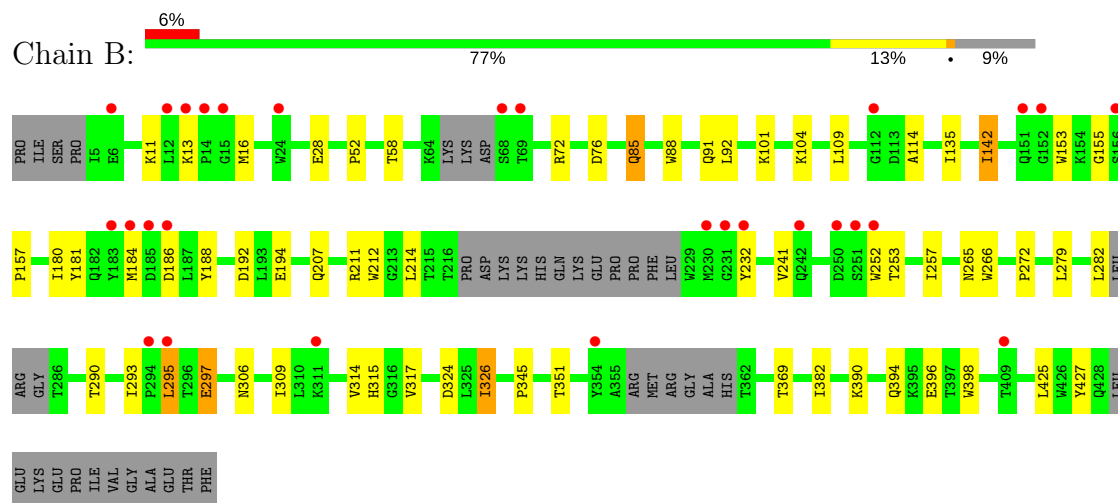 6%
Chain B:
77% 13% • 9%
PRO ILE SER PRO I5 E6 K11 L12 K13 P14 G15 M16 W24 E28 P52 T58 K64 LYS LYS ASP S68 T69 R72 D76 Q85 W88 Q91 L92 K101 K104 L109 G112 D113 A114 I135 I142 Q151 G152 W153 K154 G155 S156
P157 I180 Y181 Q182 Y183 M184 D185 D186 L187 Y188 D192 L193 E194 Q207 R211 W212 G213 L214 T215 T216 PRO ASP LYS LYS HIS GLN LYS GLU PRO PRO PHE LEU W229 M230 G231 Y232 V241 Q242 D250 S251 W252 T253 I257 N265 W266 P272 L279 L282 LEU
ARG GLY T286 T290 I293 P294 L295 T296 E297 N306 I309 L310 K311 V314 H315 G316 V317 D324 L325 I326 P345 T351 Y354 A355 ARG MET ARG GLY ALA HIS T362 T369 I382 K390 Q394 K395 E396 T397 W398 T409 L425 W426 Y427 Q428 LEU
GLU LYS GLU PRO ILE VAL GLY ALA GLU THR PHE